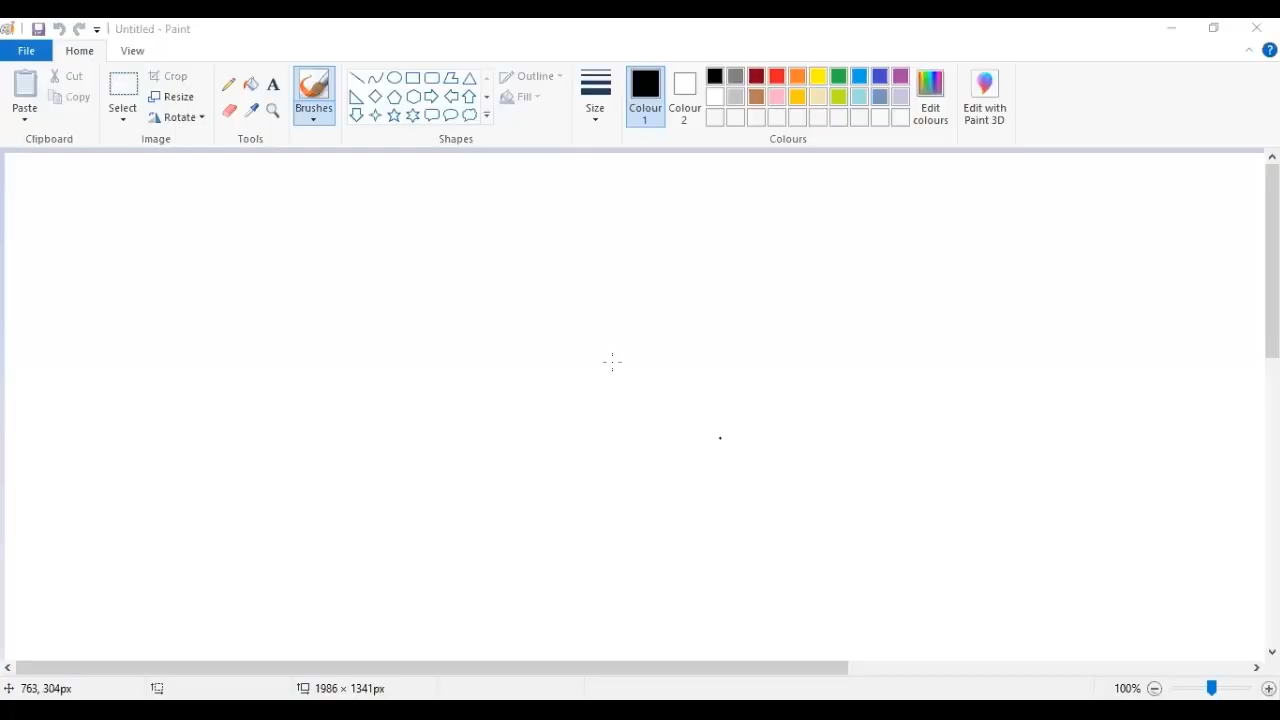 Untitled - Paint
File Home View
Paste
Cut
Copy
Clipboard
Select
Crop
Resize
Rotate
Image
A
Tools
Brushes
Outline
Fill
Shapes
Size
Colour 1
Colour 2
Edit colours
Colours
Edit with Paint 3D
?
763, 304px
1986 × 1341px
100%